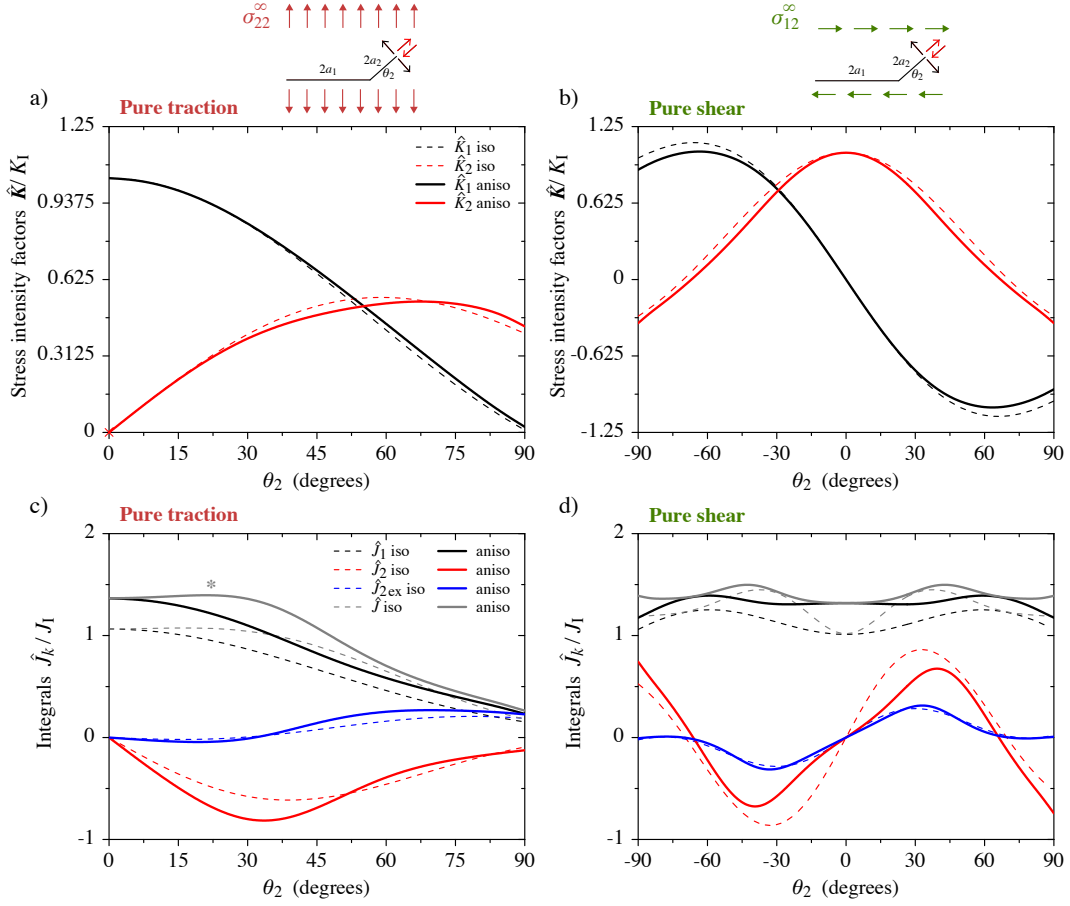 σ∞22
σ∞12
2a1 2a2 θ2
2a1 2a2 θ2
a) Pure traction
b) Pure shear
Stress intensity factors K̂/ KI
1.25
0.9375
0.625
0.3125
0
K̂1 iso
K̂2 iso
K̂1 aniso
K̂2 aniso
0 15 30 45 60 75 90
θ2 (degrees)
Stress intensity factors K̂/ KI
1.25
0.625
0
-0.625
-1.25
-90 -60 -30 0 30 60 90
θ2 (degrees)
c) Pure traction
d) Pure shear
Integrals Ĵk / JI
2
1
0
-1
Ĵ1 iso aniso
Ĵ2 iso aniso
Ĵ2ex iso aniso
Ĵ iso aniso
*
0 15 30 45 60 75 90
θ2 (degrees)
Integrals Ĵk / JI
2
1
0
-1
-90 -60 -30 0 30 60 90
θ2 (degrees)